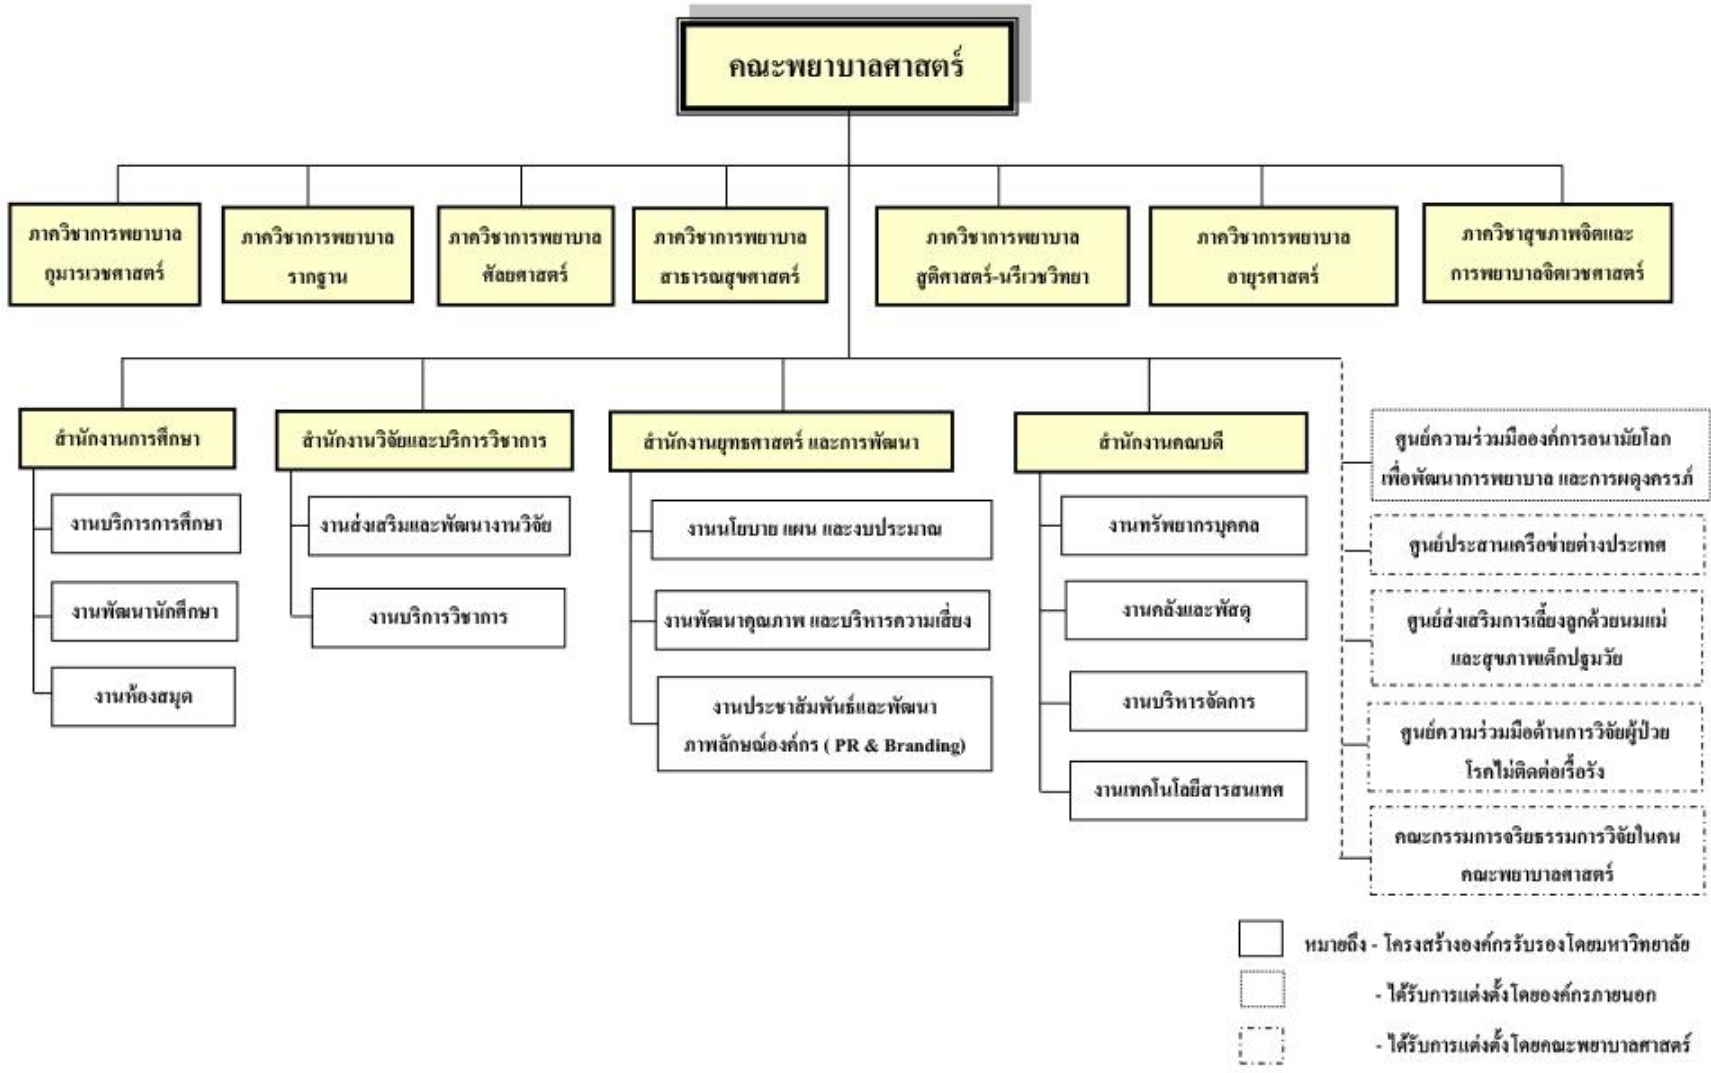 คณะพยาบาลศาสตร์
ภาควิชาการพยาบาล
กุมารเวชศาสตร์
ภาควิชาการพยาบาล
รากฐาน
ภาควิชาการพยาบาล
ศัลยศาสตร์
ภาควิชาการพยาบาล
สาธารณสุขศาสตร์
ภาควิชาการพยาบาล
สูติศาสตร์-นรีเวชวิทยา
ภาควิชาการพยาบาล
อายุรศาสตร์
ภาควิชาสุขภาพจิตและ
การพยาบาลจิตเวชศาสตร์
สำนักงานการศึกษา
งานบริการการศึกษา
งานพัฒนานักศึกษา
งานห้องสมุด
สำนักงานวิจัยและบริการวิชาการ
งานส่งเสริมและพัฒนางานวิจัย
งานบริการวิชาการ
สำนักงานยุทธศาสตร์ และการพัฒนา
งานนโยบาย แผน และงบประมาณ
งานพัฒนาคุณภาพ และบริหารความเสี่ยง
งานประชาสัมพันธ์และพัฒนา
ภาพลักษณ์องค์กร ( PR & Branding)
สำนักงานคณบดี
งานทรัพยากรบุคคล
งานคลังและพัสดุ
งานบริหารจัดการ
งานเทคโนโลยีสารสนเทศ
ศูนย์ความร่วมมือองค์การอนามัยโลก
เพื่อพัฒนาการพยาบาล และการผดุงครรภ์
ศูนย์ประสานเครือข่ายต่างประเทศ
ศูนย์ส่งเสริมการเลี้ยงลูกด้วยนมแม่
และสุขภาพเด็กปฐมวัย
ศูนย์ความร่วมมือด้านการวิจัยผู้ป่วย
โรคไม่ติดต่อเรื้อรัง
คณะกรรมการจริยธรรมการวิจัยในคน
คณะพยาบาลศาสตร์
หมายถึง - โครงสร้างองค์กรรับรองโดยมหาวิทยาลัย
- ได้รับการแต่งตั้งโดยองค์กรภายนอก
- ได้รับการแต่งตั้งโดยคณะพยาบาลศาสตร์